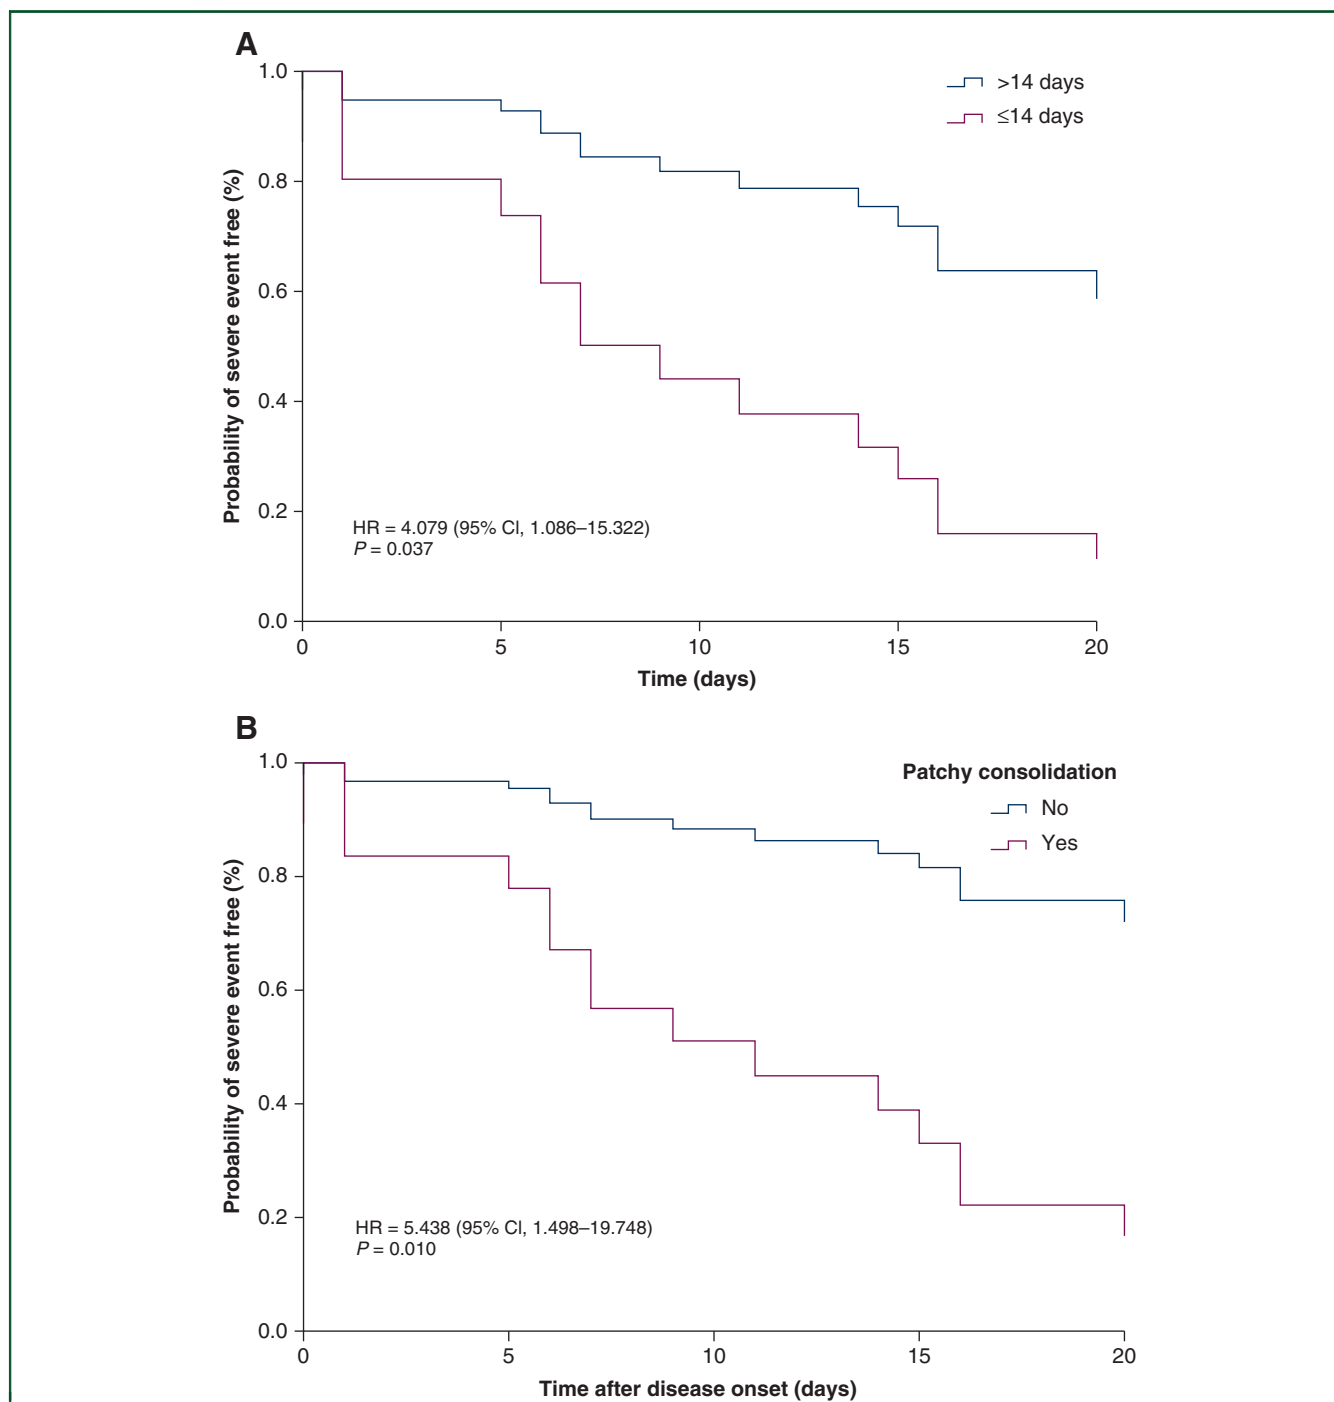 A
1.0
0.8
0.6
0.4
0.2
0.0
Probability of severe event free (%)
>14 days
≤14 days
HR = 4.079 (95% CI, 1.086–15.322)
P = 0.037
0 5 10 15 20
Time (days)
B
1.0
0.8
0.6
0.4
0.2
0.0
Probability of severe event free (%)
Patchy consolidation
No
Yes
HR = 5.438 (95% CI, 1.498–19.748)
P = 0.010
0 5 10 15 20
Time after disease onset (days)